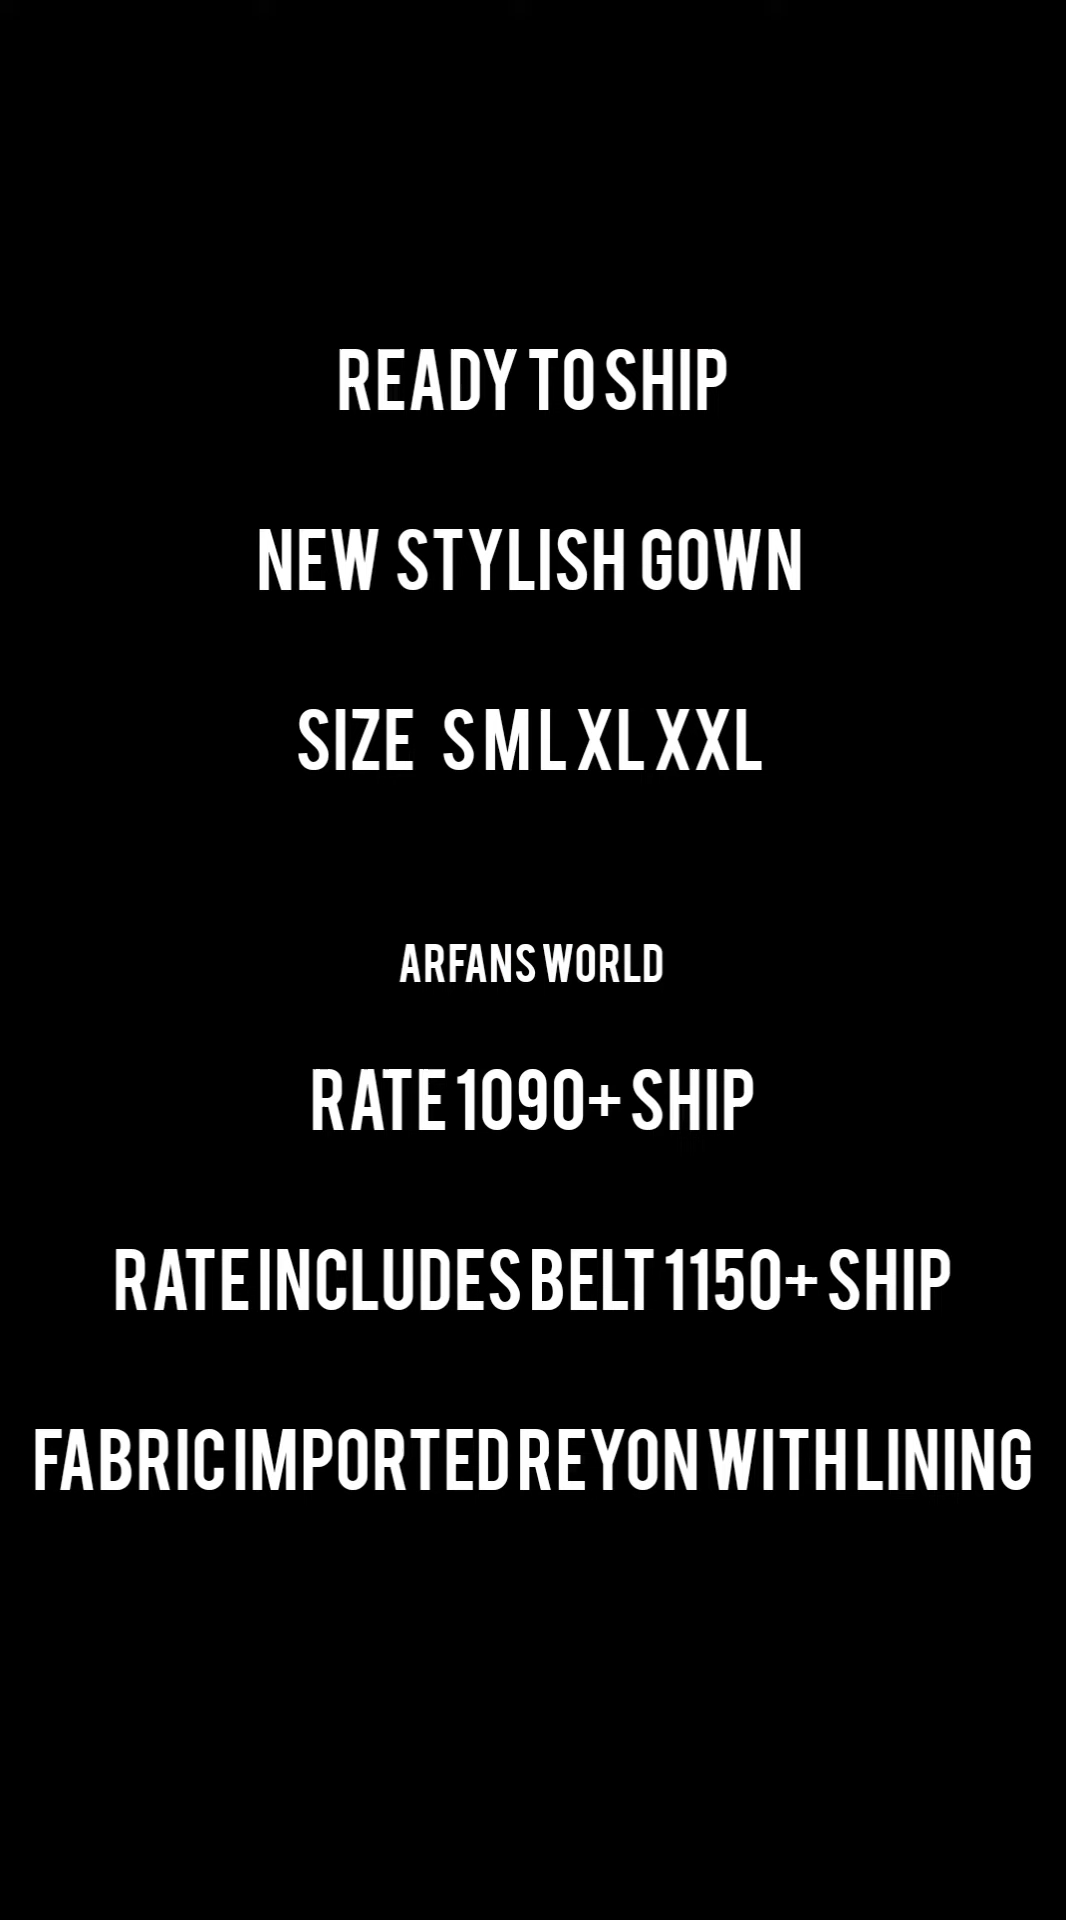 READY TO SHIP
NEW STYLISH GOWN
SIZE S M L XL XXL
ARFANS WORLD
RATE 1090+ SHIP
RATE INCLUDES BELT 1150+ SHIP
FABRIC IMPORTED REYON WITH LINING